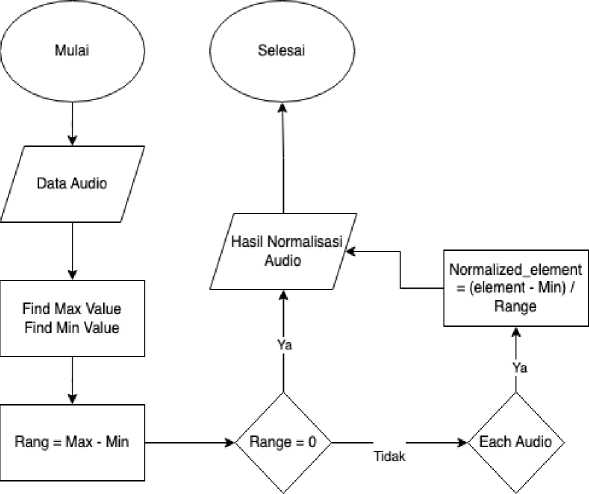 Mulai
Selesai
Data Audio
Hasil Normalisasi
Audio
Normalized_element
= (element - Min) /
Range
Find Max Value
Find Min Value
Ya
Ya
Rang = Max - Min
Range = 0
Tidak
Each Audio